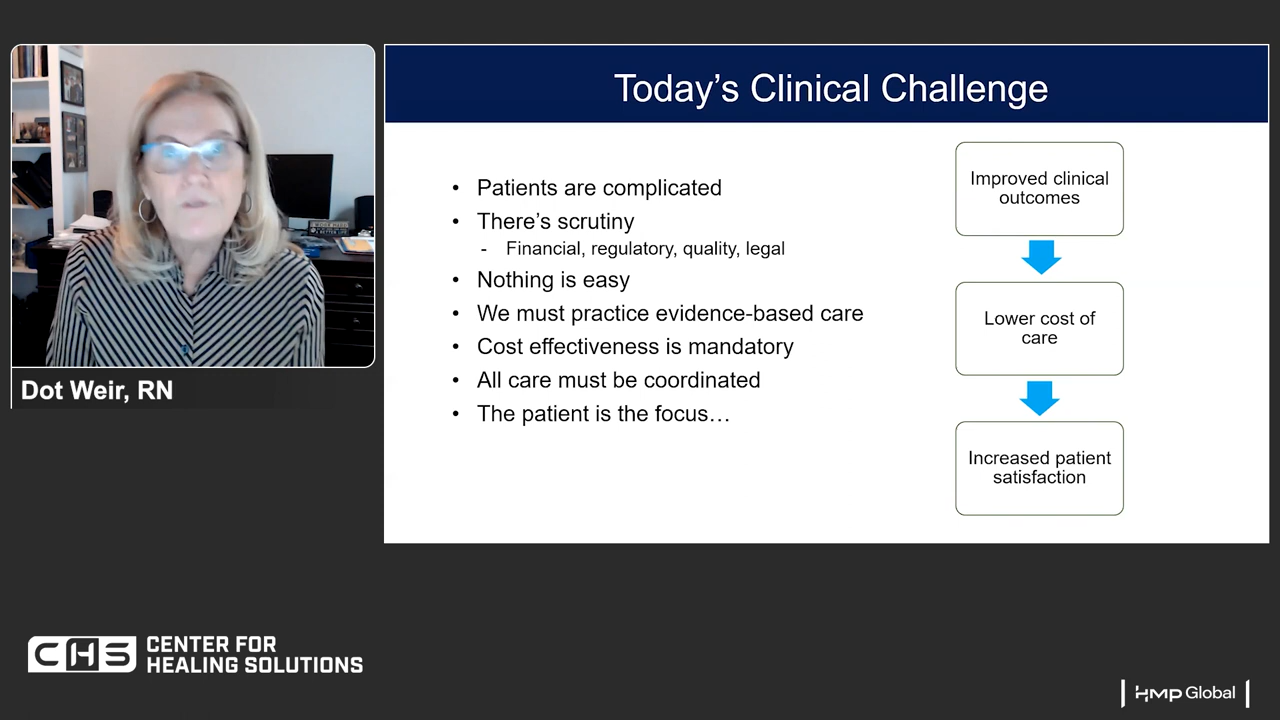 Today's Clinical Challenge
• Patients are complicated
• There's scrutiny
- Financial, regulatory, quality, legal
• Nothing is easy
• We must practice evidence-based care
• Cost effectiveness is mandatory
• All care must be coordinated
• The patient is the focus…
Improved clinical
outcomes
Lower cost of
care
Increased patient
satisfaction
Dot Weir, RN
CHS
CENTER FOR
HEALING SOLUTIONS
HMP Global